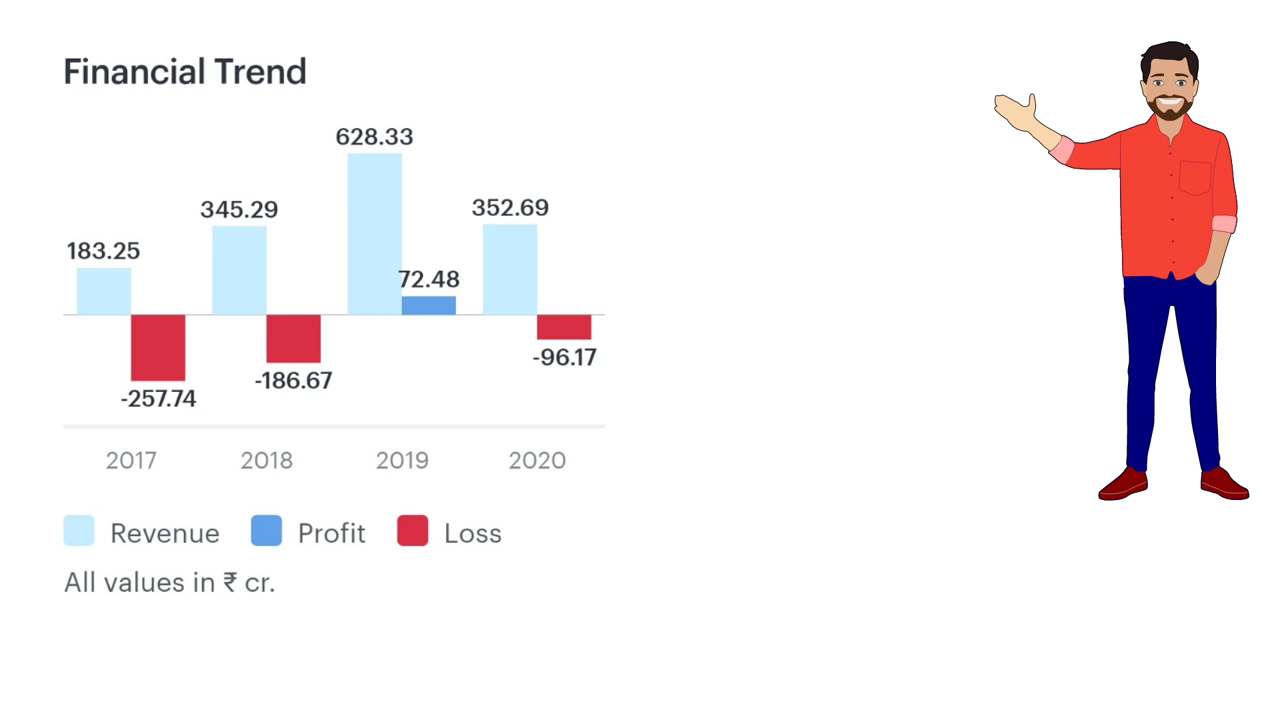 Financial Trend
628.33
345.29
352.69
183.25
72.48
-96.17
-186.67
-257.74
2017 2018 2019 2020
Revenue Profit Loss
All values in ₹ cr.